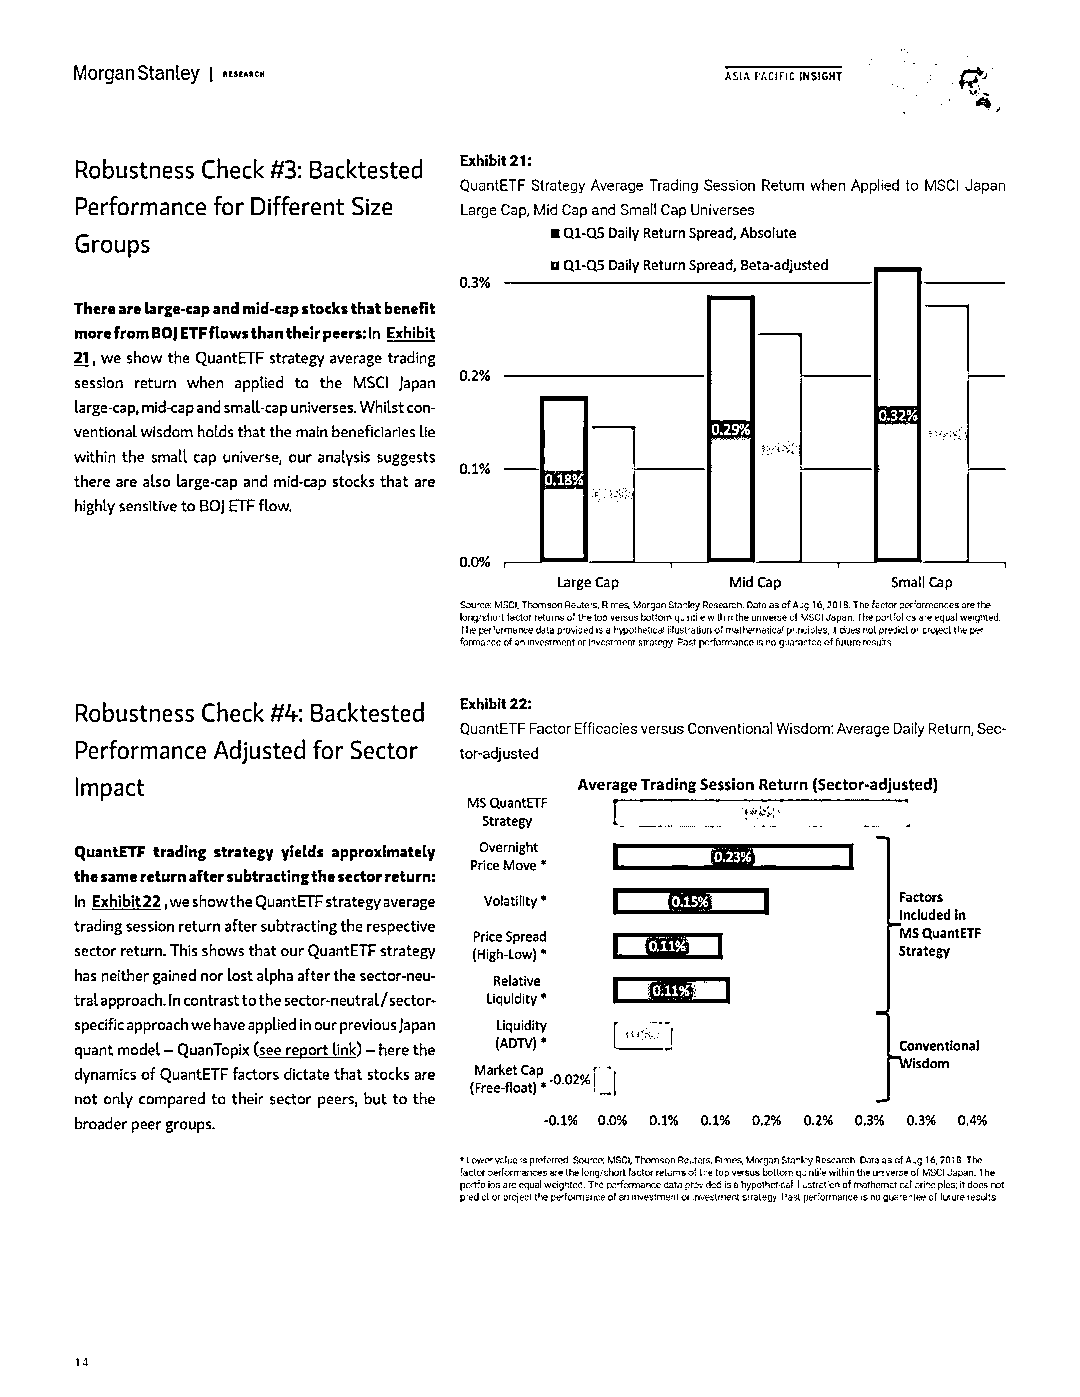 Morgan Stanley | RESEARCH
ASIA PACIFIC INSIGHT
Robustness Check #3: Backtested
Performance for Different Size
Groups
There are large-cap and mid-cap stocks that benefit
more from BOJ ETF flows than their peers: In Exhibit
21 , we show the QuantETF strategy average trading
session return when applied to the MSCI Japan
large-cap, mid-cap and small-cap universes. Whilst con-
ventional wisdom holds that the main beneficiaries lie
within the small cap universe, our analysis suggests
there are also large-cap and mid-cap stocks that are
highly sensitive to BOJ ETF flow.
Exhibit 21:
QuantETF Strategy Average Trading Session Return when Applied to MSCI Japan
Large Cap, Mid Cap and Small Cap Universes
Q1-Q5 Daily Return Spread, Absolute
Q1-Q5 Daily Return Spread, Beta-adjusted
0.3%
0.2%
0.1%
0.0%
0.18%
0.29%
0.32%
Large Cap
Mid Cap
Small Cap
Source: MSCI, Thomson Reuters, Rimes, Morgan Stanley Research. Data as of Aug 16, 2018. The factor performances are the
long/short factor returns of the top versus bottom quintile within the universe of MSCI Japan. The portfolios are equal weighted.
The performance data provided is a hypothetical illustration of mathematical principles; it does not predict or project the per
formance of an investment or investment strategy. Past performance is no guarantee of future results
Robustness Check #4: Backtested
Performance Adjusted for Sector
Impact
QuantETF trading strategy yields approximately
the same return after subtracting the sector return:
In Exhibit 22 , we show the QuantETF strategy average
trading session return after subtracting the respective
sector return. This shows that our QuantETF strategy
has neither gained nor lost alpha after the sector-neu-
tral approach. In contrast to the sector-neutral / sector-
specific approach we have applied in our previous Japan
quant model – QuanTopix (see report link) – here the
dynamics of QuantETF factors dictate that stocks are
not only compared to their sector peers, but to the
broader peer groups.
Exhibit 22:
QuantETF Factor Efficacies versus Conventional Wisdom: Average Daily Return, Sec-
tor-adjusted
Average Trading Session Return (Sector-adjusted)
MS QuantETF
Strategy
Overnight
Price Move *
0.23%
Volatility *
0.15%
Price Spread
(High-Low) *
0.11%
Relative
Liquidity *
0.11%
Liquidity
(ADTV) *
Market Cap
(Free-float) *
-0.02%
Factors
Included in
MS QuantETF
Strategy
Conventional
Wisdom
-0.1% 0.0% 0.1% 0.1% 0.2% 0.2% 0.3% 0.3% 0.4%
* Lower value is preferred. Source: MSCI, Thomson Reuters, Rimes, Morgan Stanley Research. Data as of Aug 16, 2018. The
factor performances are the long/short factor returns of the top versus bottom quintile within the universe of MSCI Japan. The
portfolios are equal weighted. The performance data provided is a hypothetical illustration of mathematical principles; it does not
predict or project the performance of an investment or investment strategy. Past performance is no guarantee of future results
14